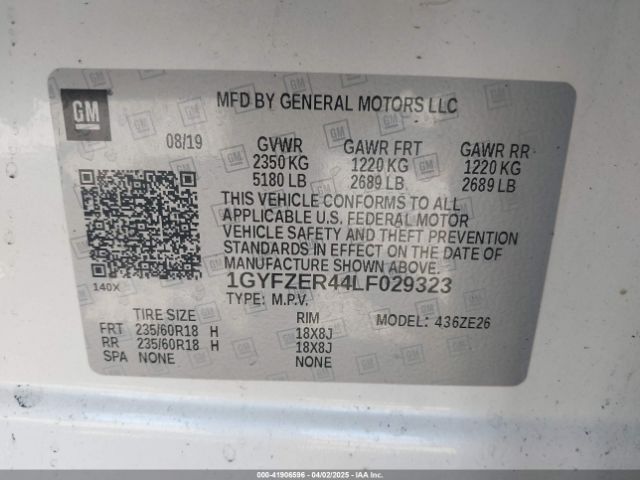 GM
MFD BY GENERAL MOTORS LLC
08/19
GVWR GAWR FRT GAWR RR
2350 KG 1220 KG 1220 KG
5180 LB 2689 LB 2689 LB
THIS VEHICLE CONFORMS TO ALL
APPLICABLE U.S. FEDERAL MOTOR
VEHICLE SAFETY AND THEFT PREVENTION
STANDARDS IN EFFECT ON THE DATE OF
MANUFACTURE SHOWN ABOVE.
140X
1GYFZER44LF029323
TYPE: M.P.V.
TIRE SIZE RIM MODEL: 436ZE26
FRT 235/60R18 H 18X8J
RR 235/60R18 H 18X8J
SPA NONE NONE
000-41906596 - 04/02/2025 - IAAI.COM